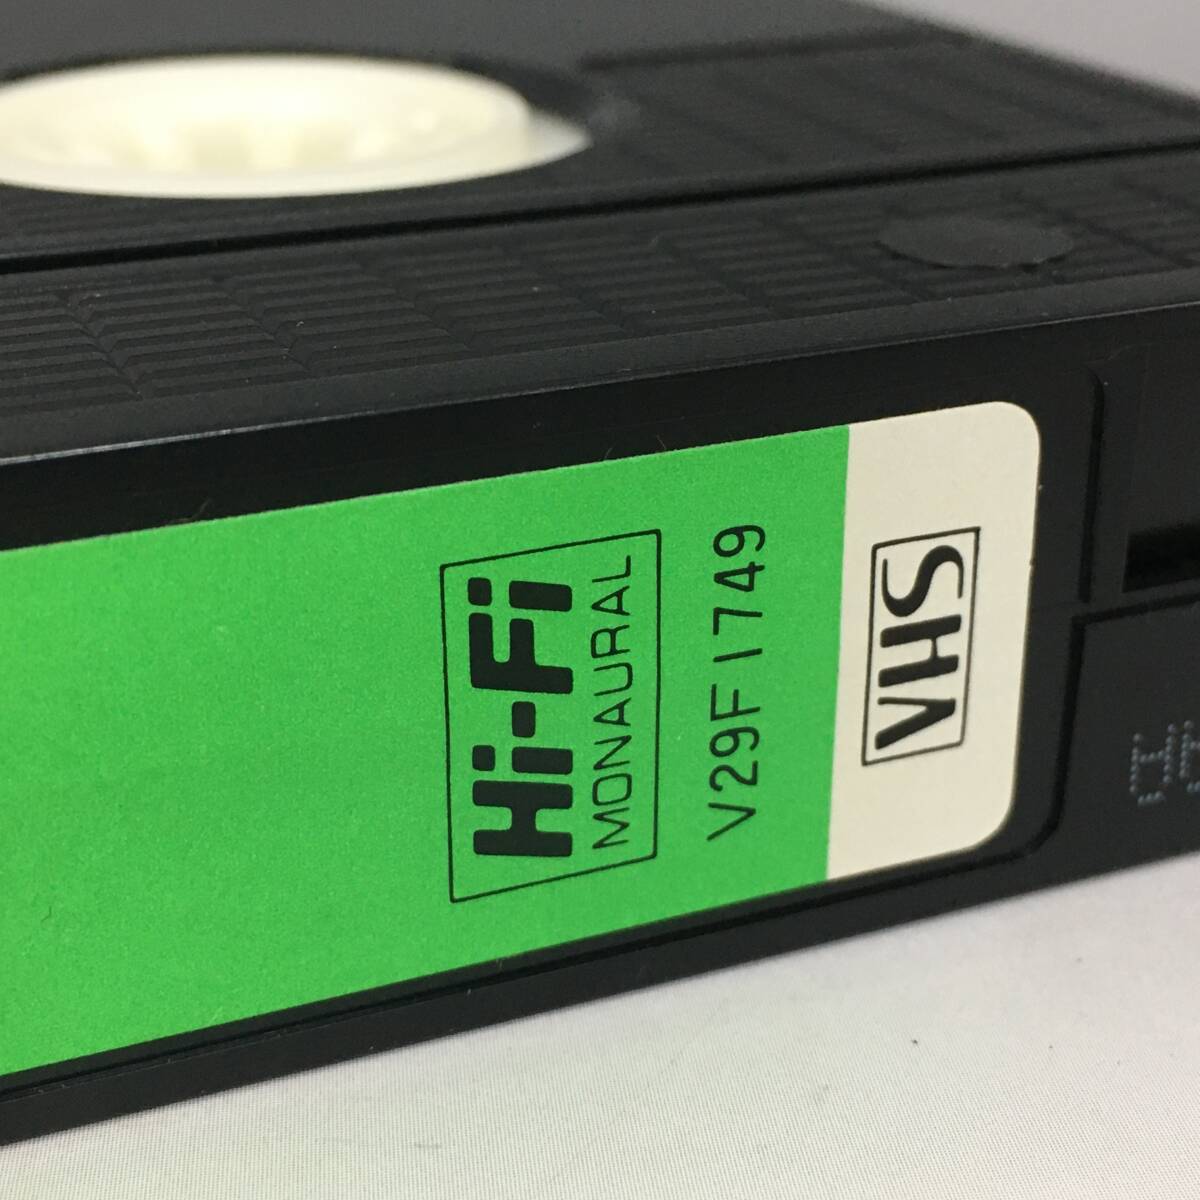 Hi-Fi
MONAURAL
V29F1749
VHS